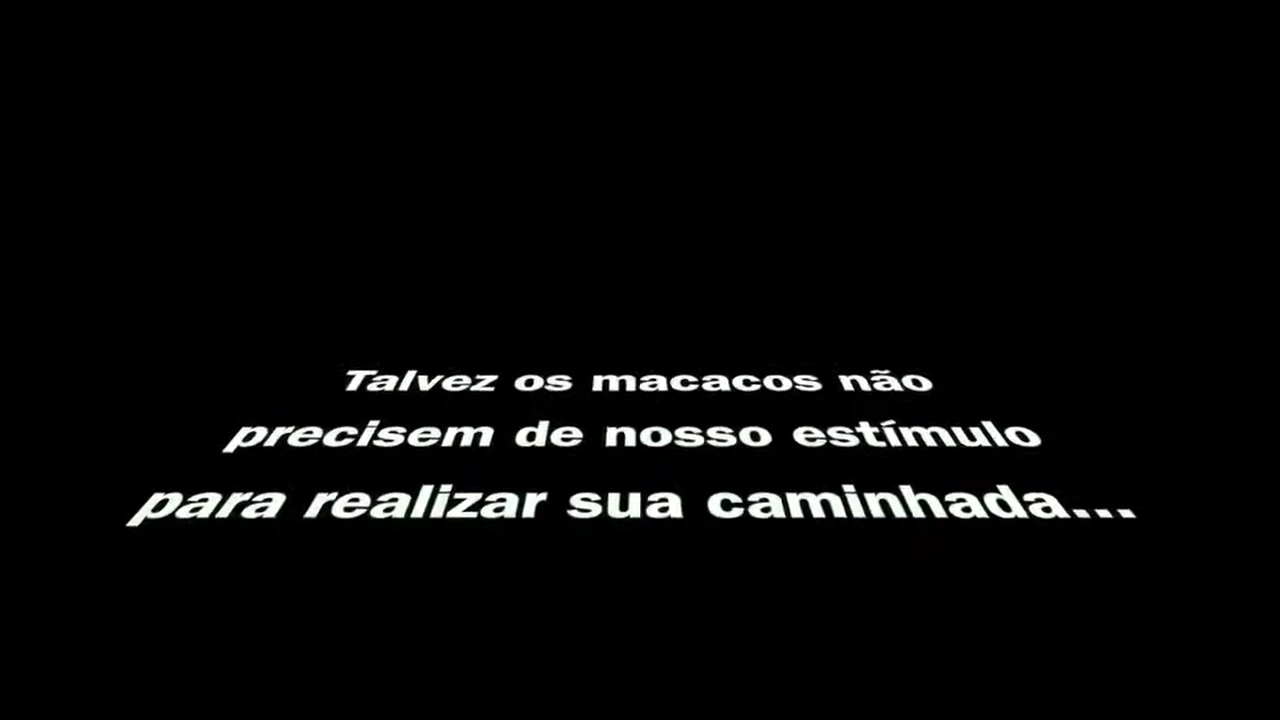 Talvez os macacos não
precisem de nosso estímulo
para realizar sua caminhada...